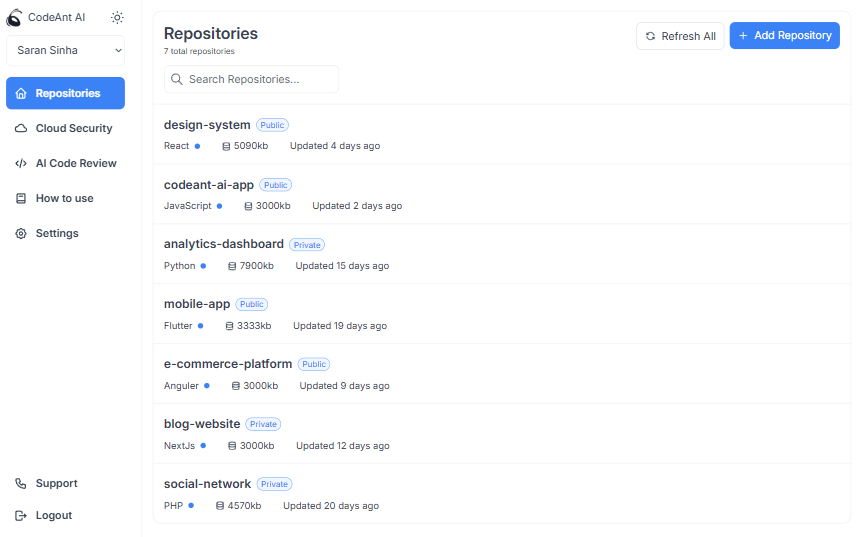 CodeAnt AI
Saran Sinha
Repositories
Cloud Security
AI Code Review
How to use
Settings
Support
Logout
Repositories
7 total repositories
Refresh All
+ Add Repository
Search Repositories...
design-system Public
React 5090kb Updated 4 days ago
codeant-ai-app Public
JavaScript 3000kb Updated 2 days ago
analytics-dashboard Private
Python 7900kb Updated 15 days ago
mobile-app Public
Flutter 3333kb Updated 19 days ago
e-commerce-platform Public
Anguler 3000kb Updated 9 days ago
blog-website Private
NextJs 3000kb Updated 12 days ago
social-network Private
PHP 4570kb Updated 20 days ago